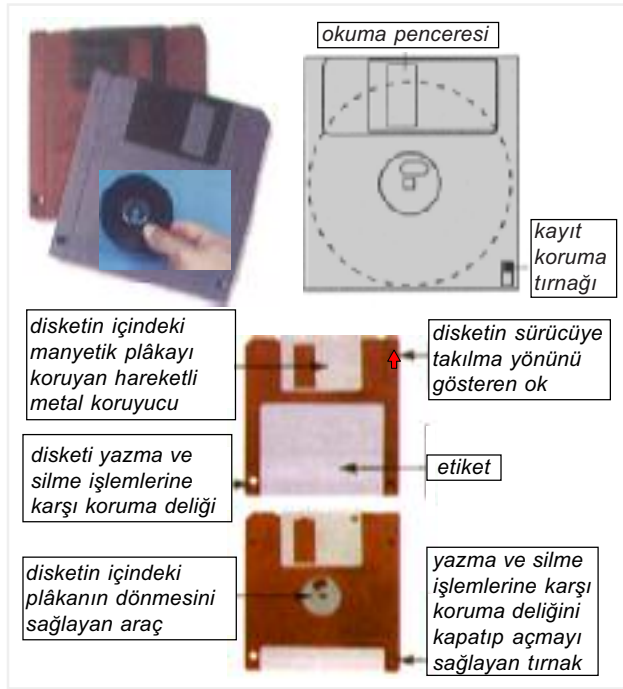 okuma penceresi
kayıt
koruma
tırnağı
disketin içindeki
manyetik plâkayı
koruyan hareketli
metal koruyucu
disketin sürücüye
takılma yönünü
gösteren ok
disketi yazma ve
silme işlemlerine
karşı koruma deliği
etiket
disketin içindeki
plâkanın dönmesini
sağlayan araç
yazma ve silme
işlemlerine karşı
koruma deliğini
kapatıp açmayı
sağlayan tırnak